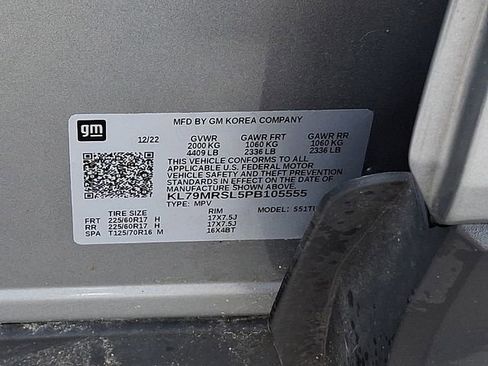 gm
MFD BY GM KOREA COMPANY
12/22 GVWR GAWR FRT GAWR RR
2000 KG 1060 KG 1060 KG
4409 LB 2336 LB 2336 LB
THIS VEHICLE CONFORMS TO ALL
APPLICABLE U.S. FEDERAL MOTOR
VEHICLE SAFETY AND THEFT
STANDARDS IN EFFECT ON THE DATE OF
MANUFACTURE SHOWN ABOVE.
KL79MRSL5PB105555
TYPE: MPV MODEL:
TIRE SIZE RIM
FRT 225/60R17 H 17X7.5J
RR 225/60R17 H 17X7.5J
SPA T125/70R16 M 16X4BT